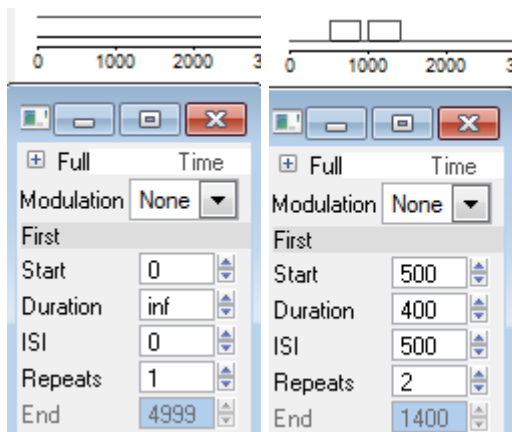 0 1000 2000 3
Full Time
Modulation None
First
Start 0
Duration inf
ISI 0
Repeats 1
End 4999
0 1000 2000 3
Full Time
Modulation None
First
Start 500
Duration 400
ISI 500
Repeats 2
End 1400